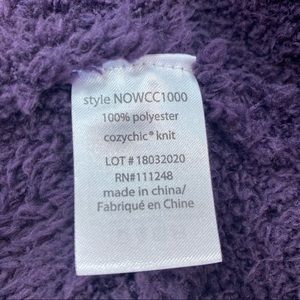 style NOWCC1000
100% polyester
cozychic® knit
LOT # 18032020
RN#111248
made in china/
Fabriqué en Chine